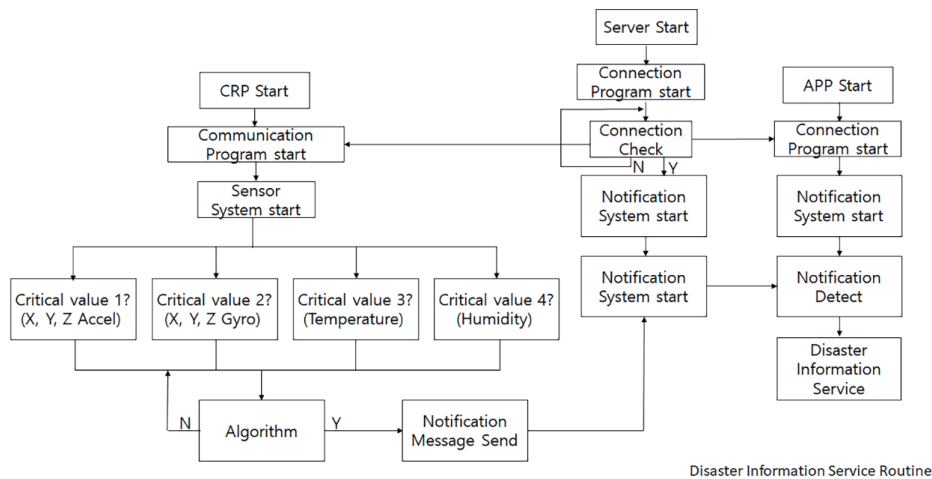 Server Start
Connection
Program start
CRP Start
APP Start
Communication
Program start
Connection
Check
Connection
Program start
N
Y
Sensor
System start
Notification
System start
Notification
System start
Critical value 1?
(X, Y, Z Accel)
Critical value 2?
(X, Y, Z Gyro)
Critical value 3?
(Temperature)
Critical value 4?
(Humidity)
Notification
System start
Notification
Detect
Disaster
Information
Service
N
Algorithm
Y
Notification
Message Send
Disaster Information Service Routine